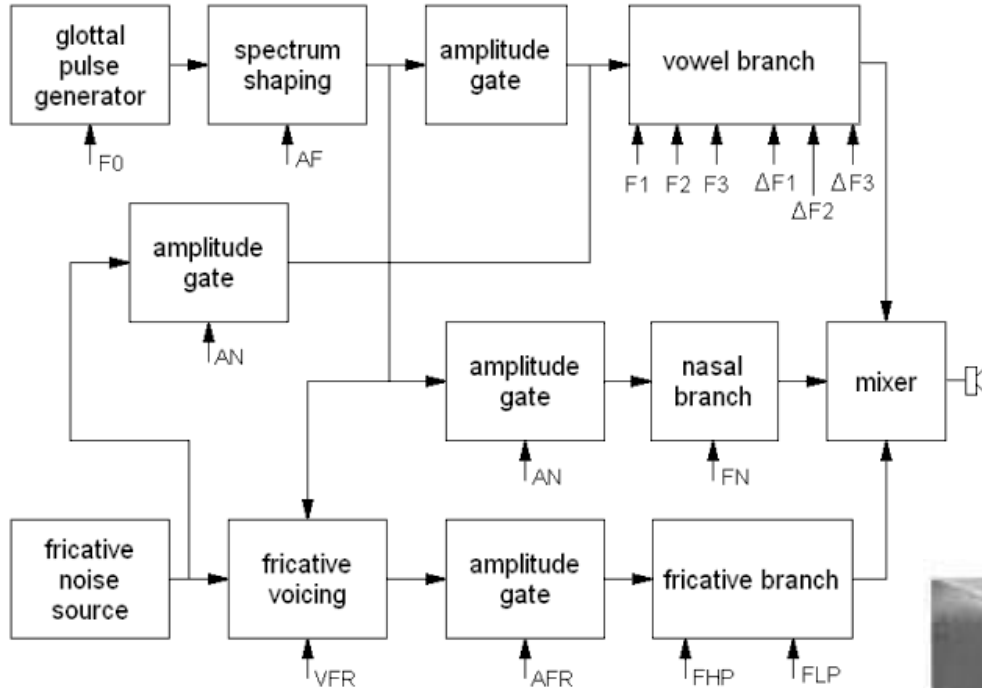 glottal
pulse
generator
spectrum
shaping
amplitude
gate
vowel branch
F0
AF
F1 F2 F3 ΔF1 ΔF2 ΔF3
amplitude
gate
AN
amplitude
gate
nasal
branch
mixer
AN
FN
fricative
noise
source
fricative
voicing
amplitude
gate
fricative branch
VFR
AFR
FHP
FLP